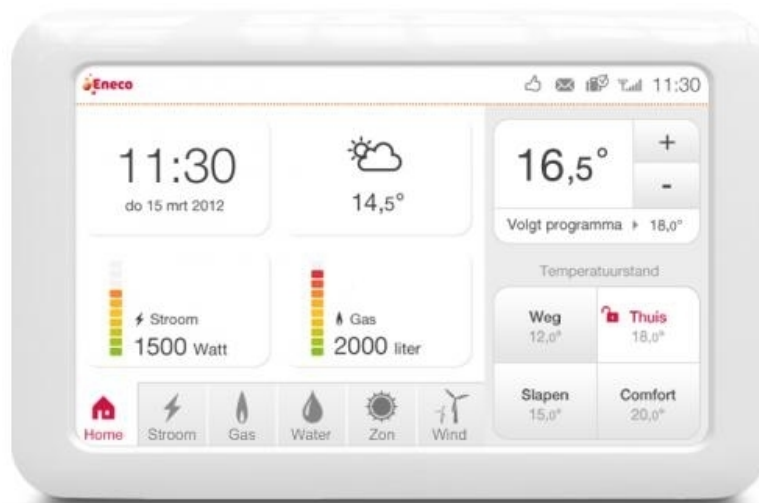 Eneco
11:30
11:30
do 15 mrt 2012
14,5°
16,5°
+
-
Volgt programma 18,0°
Stroom
1500 Watt
Gas
2000 liter
Temperatuurstand
Weg
12,0°
Thuis
18,0°
Slapen
15,0°
Comfort
20,0°
Home
Stroom
Gas
Water
Zon
Wind